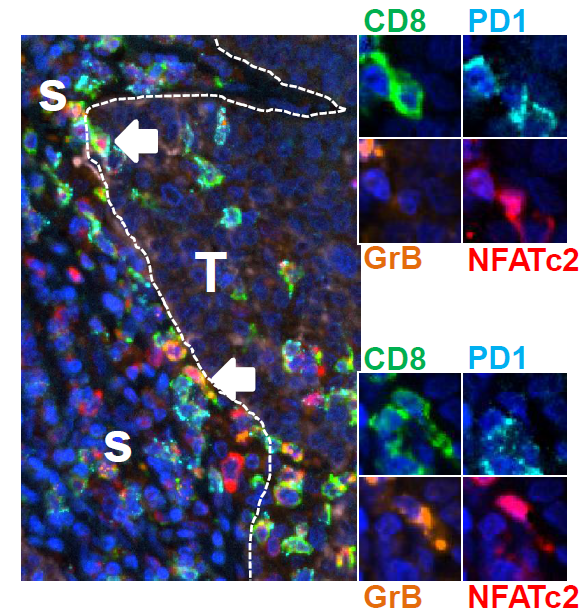 CD8 PD1
S
T
GrB NFATc2
CD8 PD1
S
GrB NFATc2